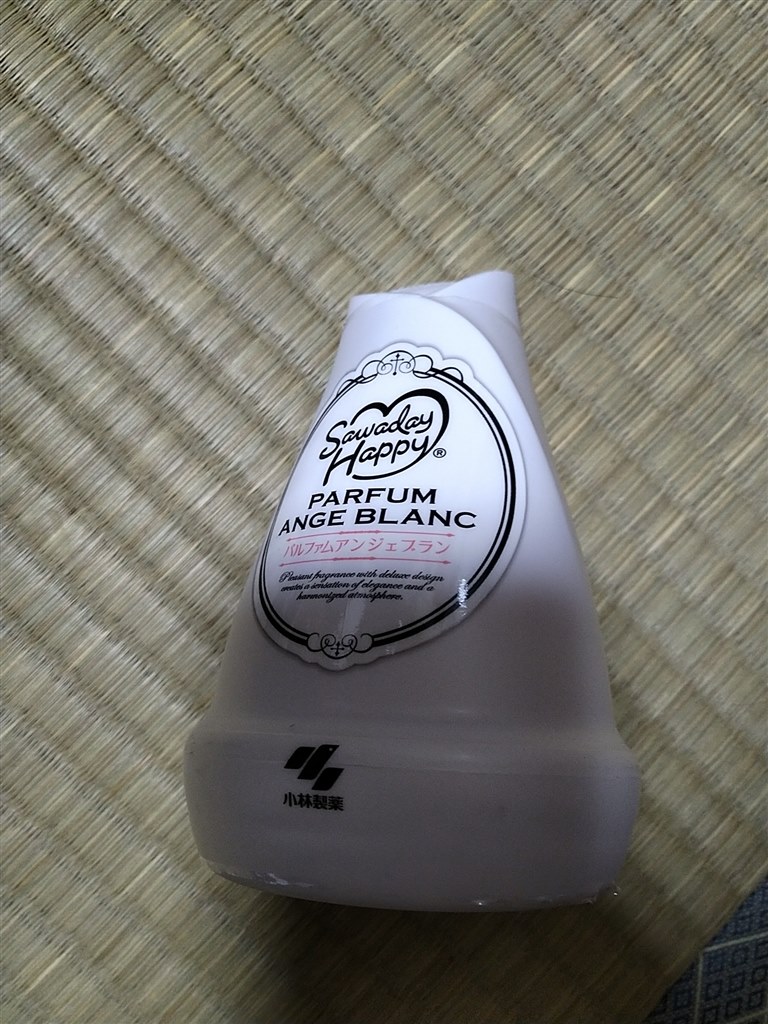 Sawaday
Happy®
PARFUM
ANGE BLANC
パルファムアンジェブラン
Pleasant fragrance with deluxe design
creates a sensation of elegance and a
harmonized atmosphere.
小林製薬